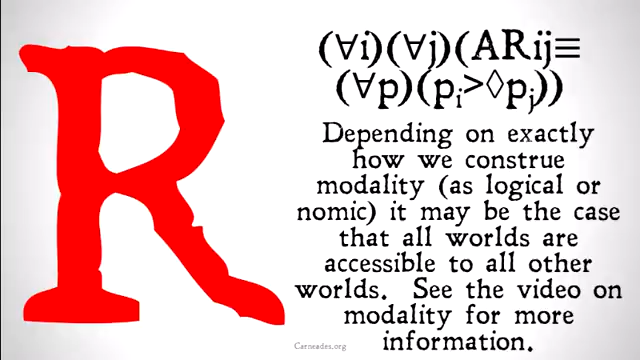 R
(∀i)(∀j)(ARij≡
(∀p)(pᵢ>◊pⱼ))
Depending on exactly
how we construe
modality (as logical or
nomic) it may be the case
that all worlds are
accessible to all other
worlds. See the video on
modality for more
information.
Carneades.org